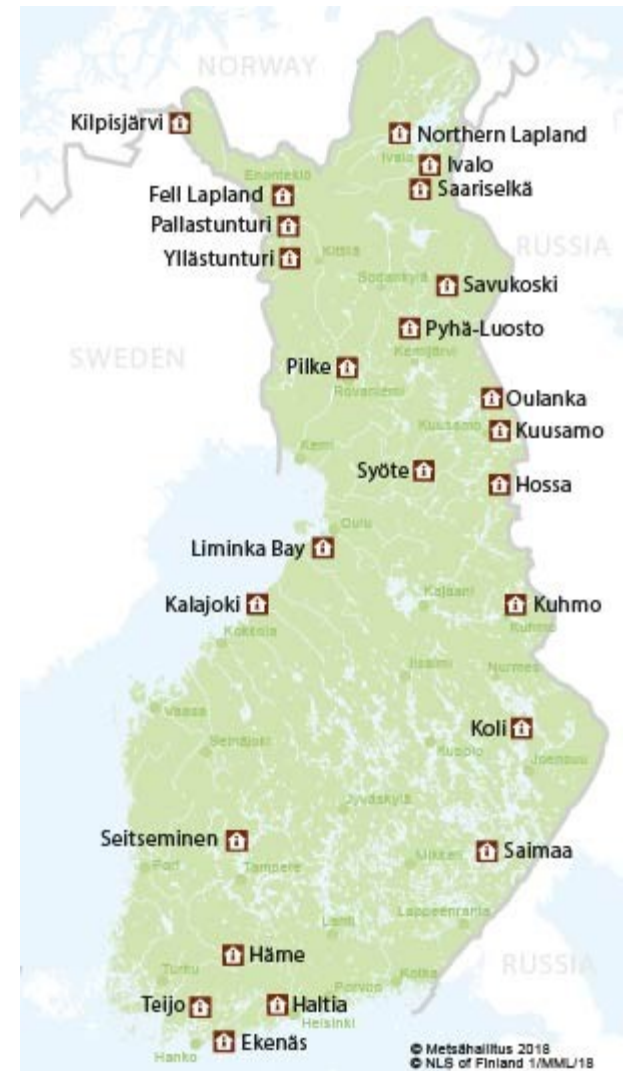 NORWAY
Kilpisjärvi
Northern Lapland
Ivalo
Ivalo
Enontekiö
Saariselkä
Fell Lapland
Pallastunturi
RUSSIA
Yllästunturi
Kittilä
Sodankylä
Savukoski
Pyhä-Luosto
SWEDEN
Kemijärvi
Pilke
Rovaniemi
Oulanka
Kuusamo
Kuusamo
Kemi
Syöte
Hossa
Oulu
Liminka Bay
Kajaani
Kalajoki
Kuhmo
Kuhmo
Kokkola
Iisalmi
Nurmes
Vaasa
Koli
Seinäjoki
Kuopio
Joensuu
Jyväskylä
Seitseminen
Saimaa
Pori
Mikkeli
Tampere
Lappeenranta
Lahti
Häme
RUSSIA
Turku
Kotka
Porvoo
Teijo
Haltia
Helsinki
Ekenäs
Hanko
© Metsähallitus 2018
© NLS of Finland 1/MML/18